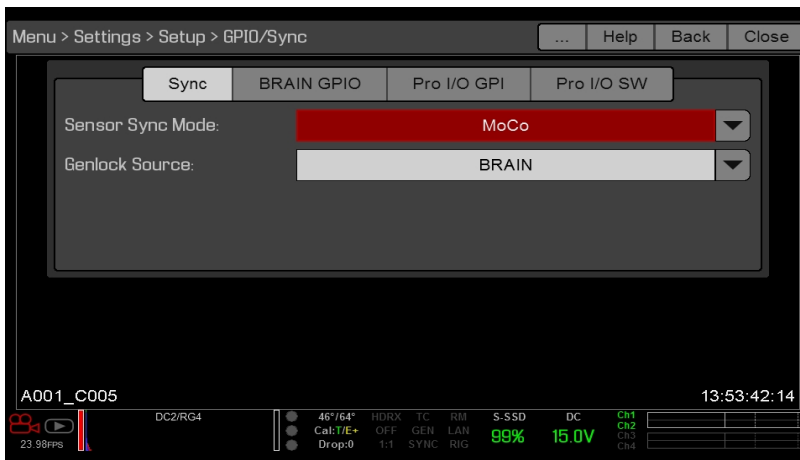 Menu > Settings > Setup > GPIO/Sync ... Help Back Close
Sync BRAIN GPIO Pro I/O GPI Pro I/O SW
Sensor Sync Mode: MoCo
Genlock Source: BRAIN
A001_C005 13:53:42:14
DC2/RG4 46°/64° HDRX TC RM S-SSD DC Ch1
Cal:T/E+ OFF GEN LAN 99% 15.0V Ch2
23.98FPS Drop:0 1:1 SYNC RIG Ch3
Ch4